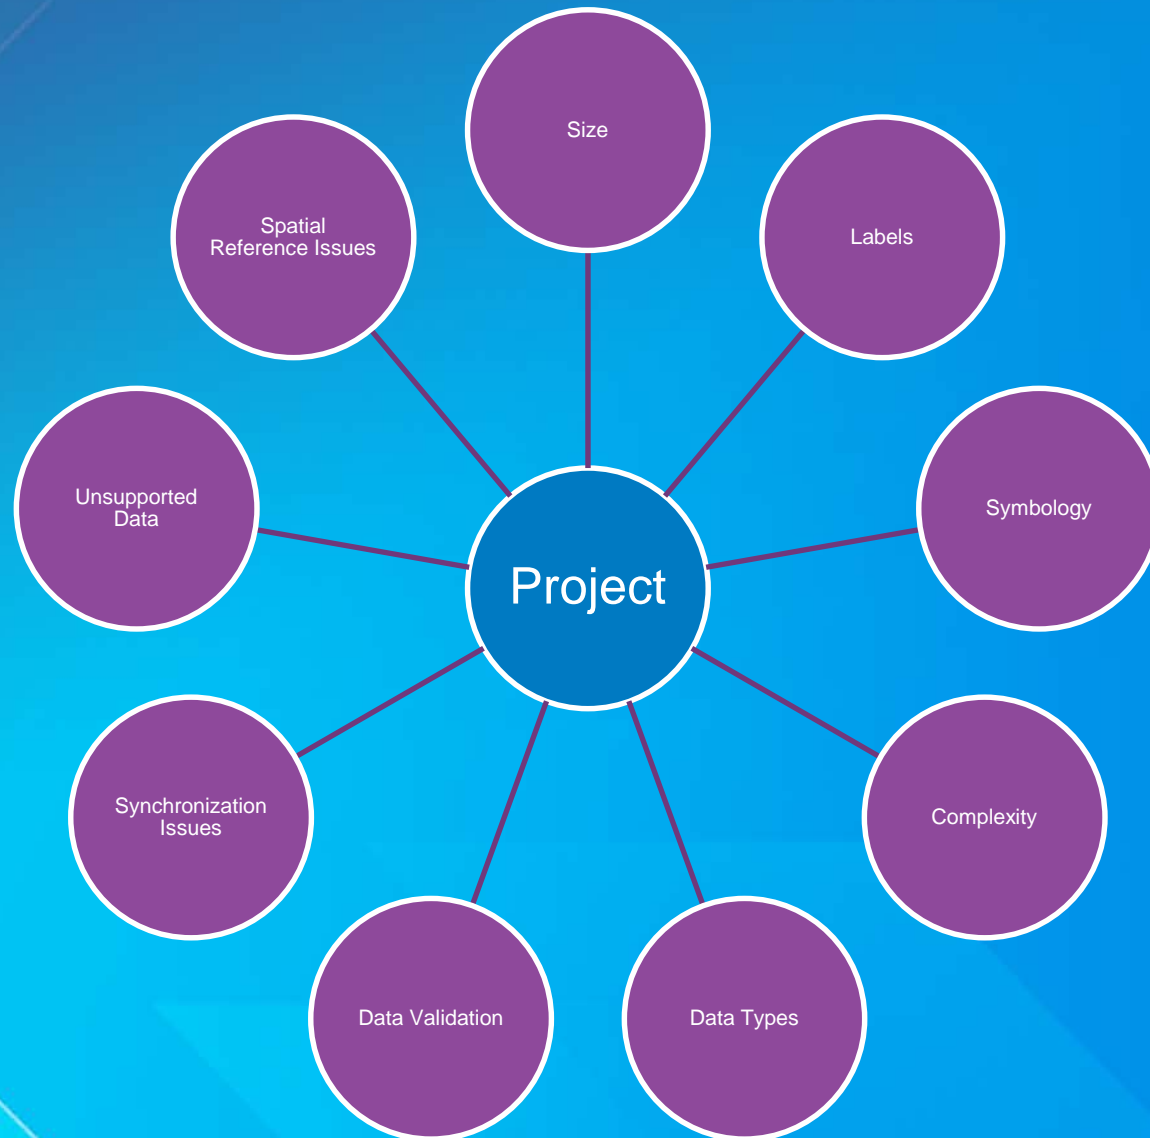 Size
Labels
Symbology
Complexity
Data Types
Data Validation
Synchronization
Issues
Unsupported
Data
Spatial
Reference Issues
Project